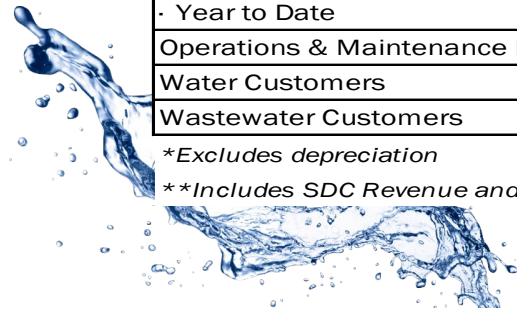 · Year to Date
Operations & Maintenance
Water Customers
Wastewater Customers
*Excludes depreciation
**Includes SDC Revenue and